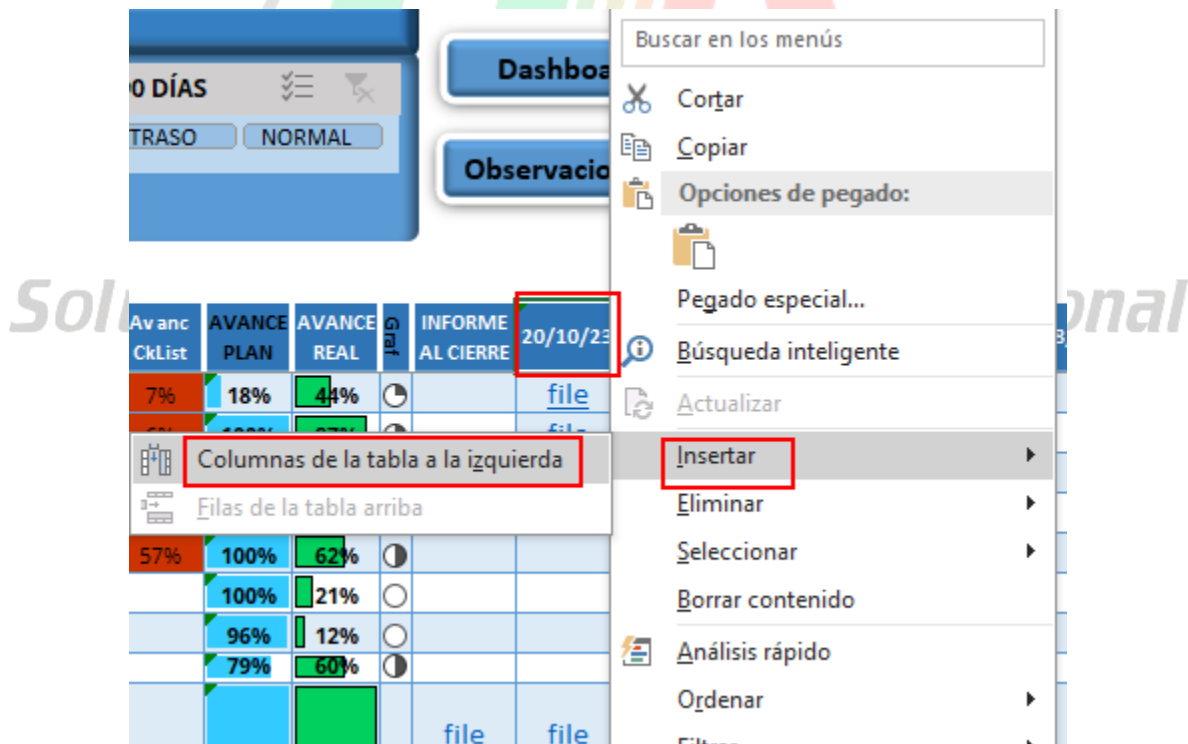 Buscar en los menús
0 DÍAS
Dashboa
Cortar
TRASO
NORMAL
Copiar
Observacio
Opciones de pegado:
Pegado especial...
Sol
onal
Avanc
CkList
AVANCE
PLAN
AVANCE
REAL
Graf
INFORME
AL CIERRE
20/10/23
Búsqueda inteligente
7%
18%
44%
file
Actualizar
Columnas de la tabla a la izquierda
Insertar
Filas de la tabla arriba
Eliminar
57%
100%
62%
Seleccionar
100%
21%
Borrar contenido
96%
12%
Análisis rápido
79%
60%
Ordenar
file
file